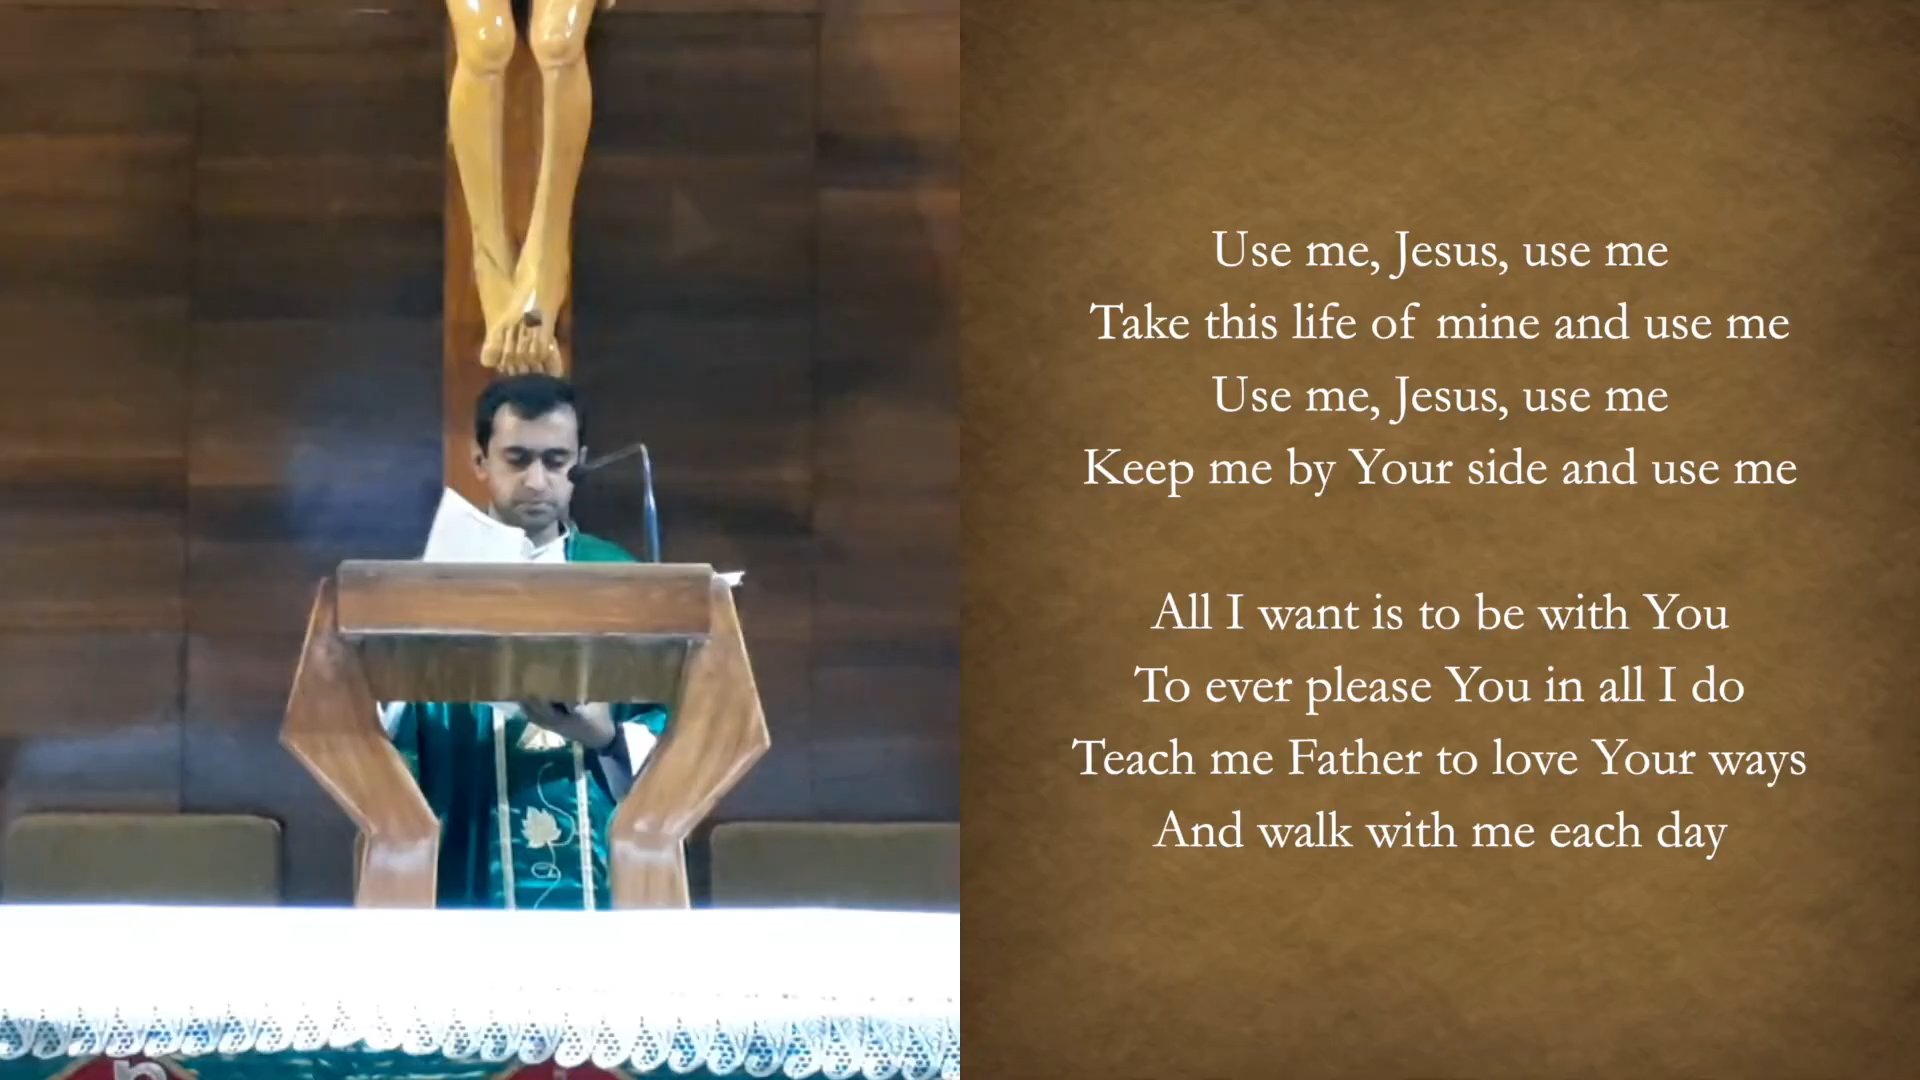 Use me, Jesus, use me
Take this life of mine and use me
Use me, Jesus, use me
Keep me by Your side and use me
All I want is to be with You
To ever please You in all I do
Teach me Father to love Your ways
And walk with me each day